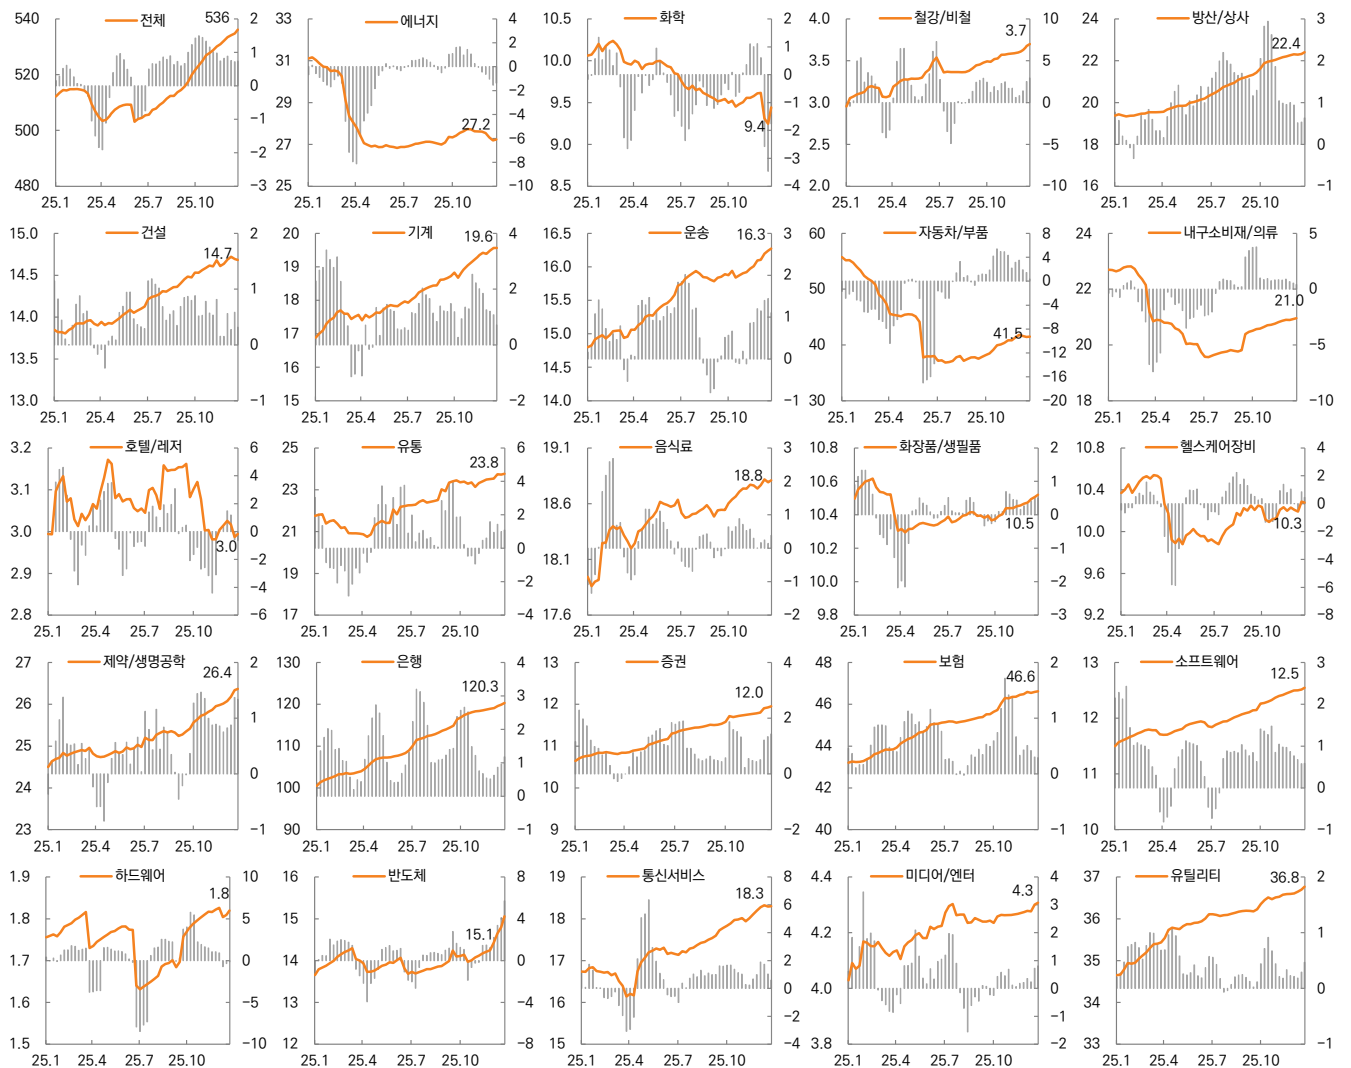 전체 536
540 520 500 480
2 1 0 −1 −2 −3
25.1 25.4 25.7 25.10
에너지 27.2
33 31 29 27 25
4 2 0 −2 −4 −6 −8 −10
25.1 25.4 25.7 25.10
화학 9.4
10.5 10.0 9.5 9.0 8.5
2 1 0 −1 −2 −3 −4
25.1 25.4 25.7 25.10
철강/비철 3.7
4.0 3.5 3.0 2.5 2.0
10 5 0 −5 −10
25.1 25.4 25.7 25.10
방산/상사 22.4
24 22 20 18 16
3 2 1 0 −1
25.1 25.4 25.7 25.10
건설 14.7
15.0 14.5 14.0 13.5 13.0
2 1 0 −1
25.1 25.4 25.7 25.10
기계 19.6
20 19 18 17 16 15
4 2 0 −2
25.1 25.4 25.7 25.10
운송 16.3
16.5 16.0 15.5 15.0 14.5 14.0
3 2 1 0 −1
25.1 25.4 25.7 25.10
자동차/부품 41.5
60 50 40 30
8 4 0 −4 −8 −12 −16 −20
25.1 25.4 25.7 25.10
내구소비재/의류 21.0
24 22 20 18
5 0 −5 −10
25.1 25.4 25.7 25.10
호텔/레저 3.0
3.2 3.1 3.0 2.9 2.8
6 4 2 0 −2 −4 −6
25.1 25.4 25.7 25.10
유통 23.8
25 23 21 19 17
6 4 2 0 −2 −4
25.1 25.4 25.7 25.10
음식료 18.8
19.1 18.6 18.1 17.6
3 2 1 0 −1 −2
25.1 25.4 25.7 25.10
화장품/생필품 10.5
10.8 10.6 10.4 10.2 10.0 9.8
2 1 0 −1 −2 −3
25.1 25.4 25.7 25.10
헬스케어장비 10.3
10.8 10.4 10.0 9.6 9.2
4 2 0 −2 −4 −6 −8
25.1 25.4 25.7 25.10
제약/생명공학 26.4
27 26 25 24 23
2 1 0 −1
25.1 25.4 25.7 25.10
은행 120.3
130 120 110 100 90
4 3 2 1 0 −1
25.1 25.4 25.7 25.10
증권 12.0
13 12 11 10 9
4 2 0 −2
25.1 25.4 25.7 25.10
보험 46.6
48 46 44 42 40
2 1 0 −1
25.1 25.4 25.7 25.10
소프트웨어 12.5
13 12 11 10
3 2 1 0 −1
25.1 25.4 25.7 25.10
하드웨어 1.8
1.9 1.8 1.7 1.6 1.5
10 5 0 −5 −10
25.1 25.4 25.7 25.10
반도체 15.1
16 15 14 13 12
8 4 0 −4 −8
25.1 25.4 25.7 25.10
통신서비스 18.3
19 18 17 16 15
8 6 4 2 0 −2 −4
25.1 25.4 25.7 25.10
미디어/엔터 4.3
4.4 4.2 4.0 3.8
4 3 2 1 0 −1 −2
25.1 25.4 25.7 25.10
유틸리티 36.8
37 36 35 34 33
2 1 0 −1
25.1 25.4 25.7 25.10